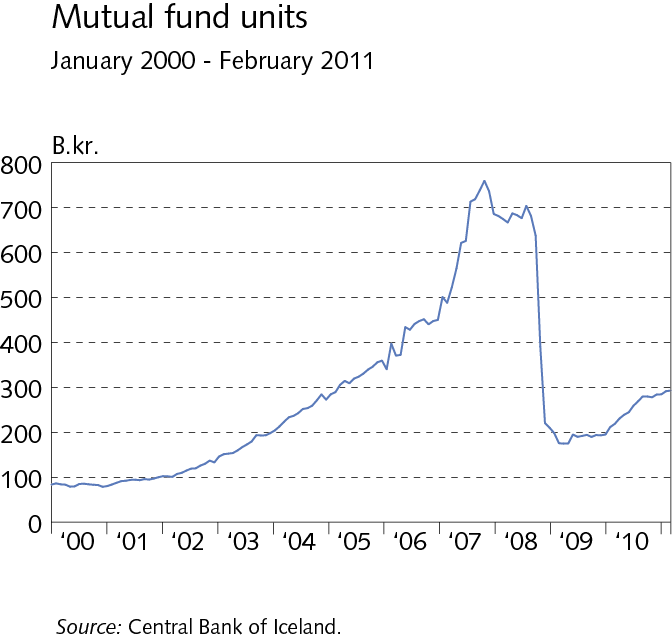 Mutual fund units
January 2000 - February 2011
B.kr.
800
700
600
500
400
300
200
100
0
‘00 ‘01 ‘02 ‘03 ‘04 ‘05 ‘06 ‘07 ‘08 ‘09 ‘10
Source: Central Bank of Iceland.